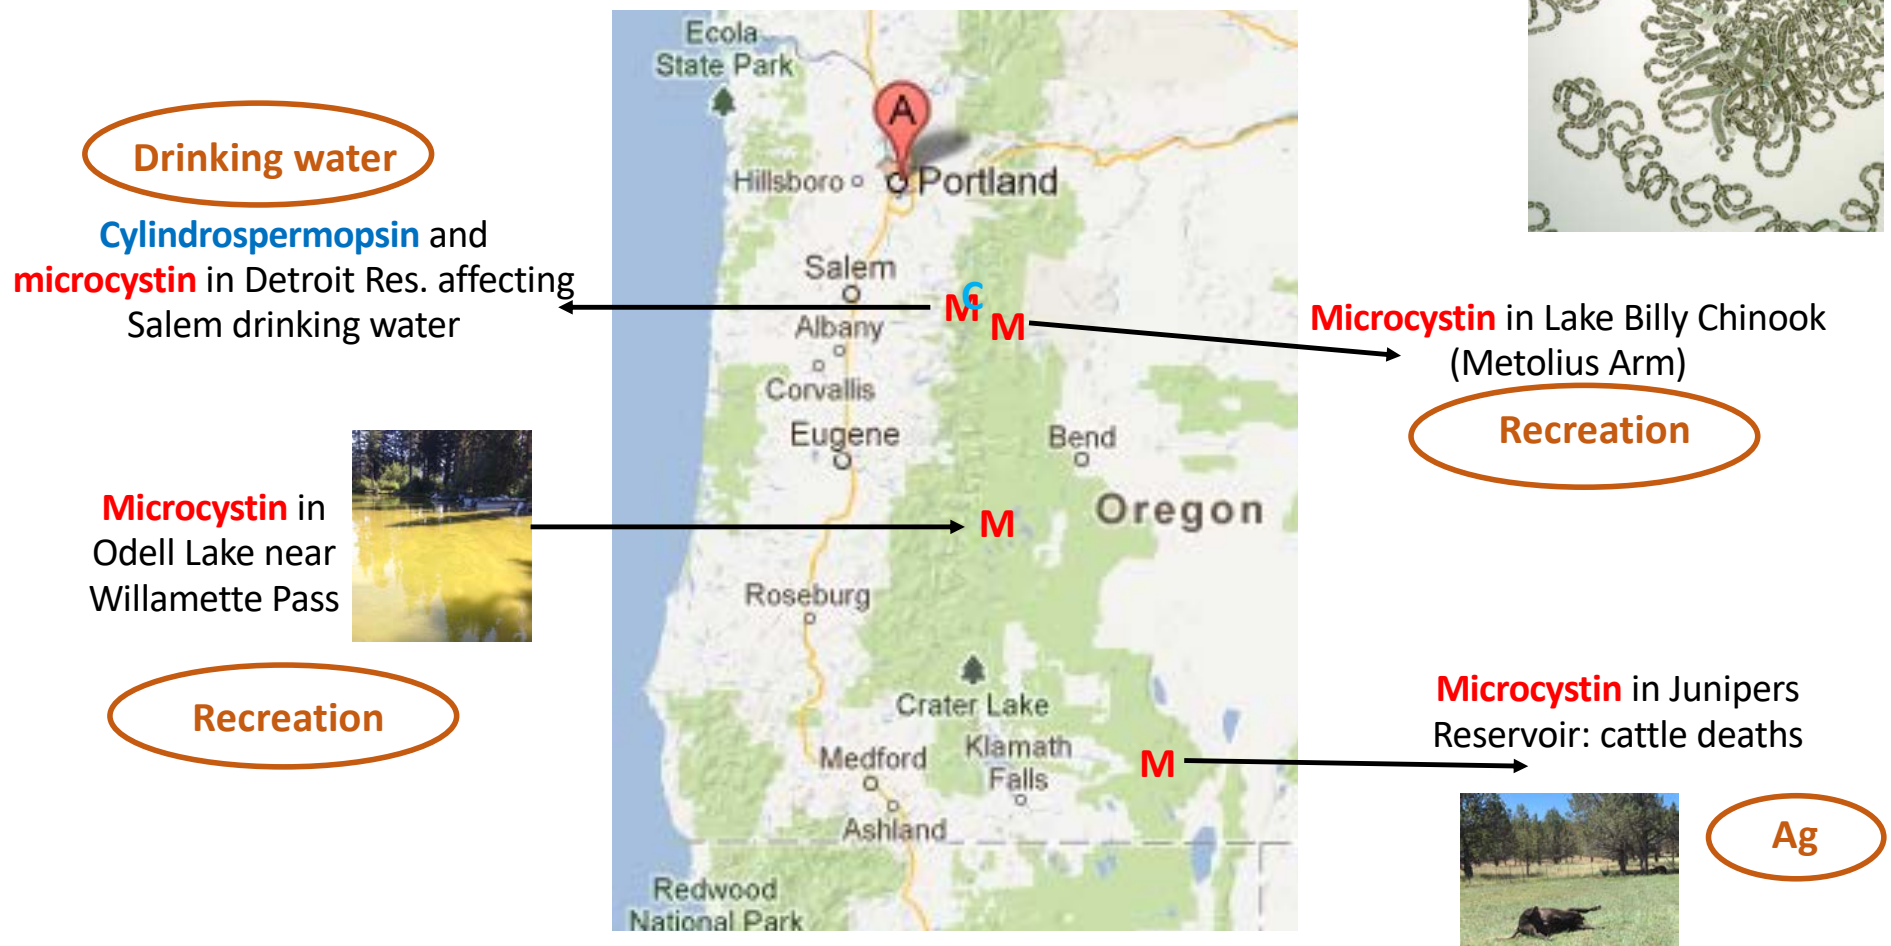 Drinking water
Cylindrospermopsin and
microcystin in Detroit Res. affecting
Salem drinking water
Microcystin in
Odell Lake near
Willamette Pass
Recreation
Ecola
State Park
A
Hillsboro
Portland
Salem
C
M
M
Albany
Corvallis
Eugene
Bend
M
Oregon
Roseburg
Crater Lake
Medford
Klamath
Falls
M
Ashland
Redwood
National Park
Microcystin in Lake Billy Chinook
(Metolius Arm)
Recreation
Microcystin in Junipers
Reservoir: cattle deaths
Ag